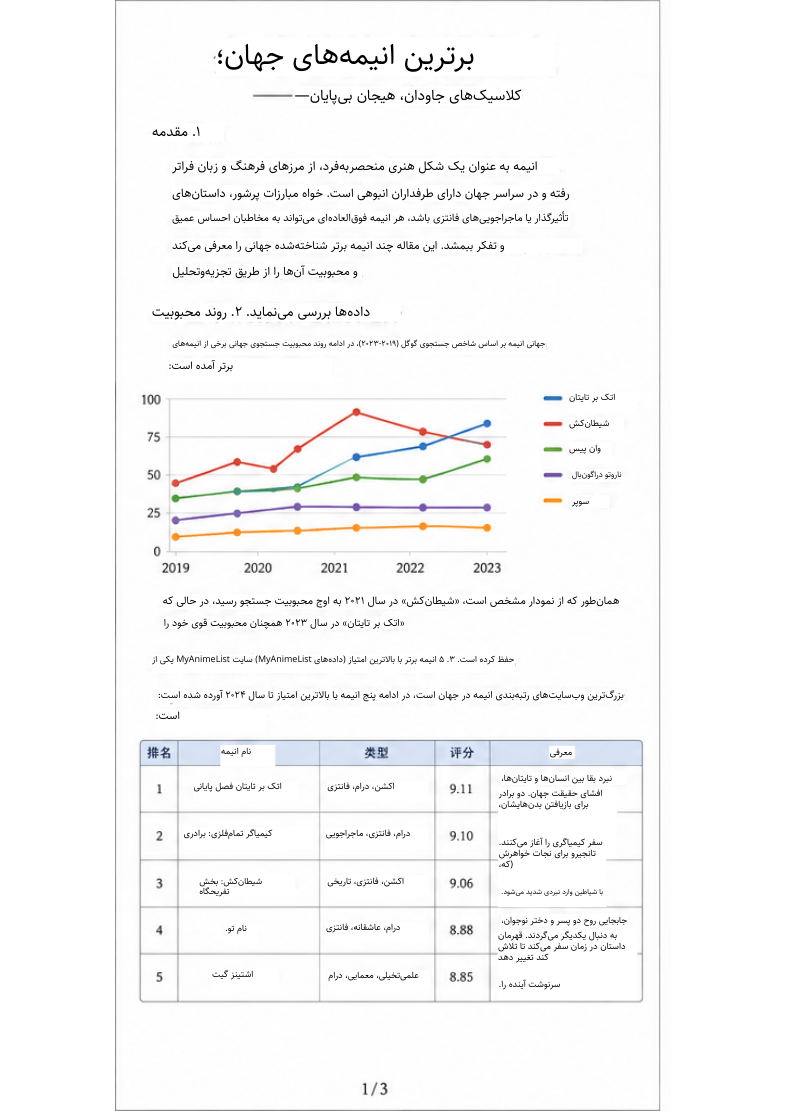 برترین انیمه‌های جهان؛
کلاسیک‌های جاودان، هیجان بی‌پایان—
۱. مقدمه
انیمه به عنوان یک شکل هنری منحصربه‌فرد، از مرزهای فرهنگ و زبان فراتر
رفته و در سراسر جهان دارای طرفداران انبوهی است. خواه مبارزات پرشور، داستان‌های
تأثیرگذار یا ماجراجویی‌های فانتزی باشد، هر انیمه فوق‌العاده‌ای می‌تواند به مخاطبان احساس عمیق
و تفکر ببمشد. این مقاله چند انیمه برتر شناخته‌شده جهانی را معرفی می‌کند
و محبوبیت آن‌ها را از طریق تجزیه‌وتحلیل
داده‌ها بررسی می‌نماید. ۲. روند محبوبیت
جهانی انیمه بر اساس شاخص جستجوی گوگل (۲۰۱۹-۲۰۲۳)، در ادامه روند محبوبیت جستجوی جهانی برخی از انیمه‌های
برتر آمده است:
100
75
50
25
0
2019 2020 2021 2022 2023
اتک بر تایتان
شیطان‌کش
وان پیس
ناروتو دراگون‌بال
سوپر
همان‌طور که از نمودار مشخص است، «شیطان‌کش» در سال ۲۰۲۱ به اوج محبوبیت جستجو رسید، در حالی که
«اتک بر تایتان» در سال ۲۰۲۳ همچنان محبوبیت قوی خود را
حفظ کرده است. ۳. ۵ انیمه برتر با بالاترین امتیاز (داده‌های MyAnimeList) سایت MyAnimeList یکی از
بزرگ‌ترین وب‌سایت‌های رتبه‌بندی انیمه در جهان است، در ادامه پنج انیمه با بالاترین امتیاز تا سال ۲۰۲۴ آورده شده است:
است:
排名 نام انیمه 类型 评分 معرفی
1 اتک بر تایتان فصل پایانی اکشن، درام، فانتزی 9.11
نبرد بقا بین انسان‌ها و تایتان‌ها،
افشای حقیقت جهان. دو برادر
برای بازیافتن بدن‌هایشان،
2 کیمیاگر تمام‌فلزی: برادری درام، فانتزی، ماجراجویی 9.10
سفر کیمیاگری را آغاز می‌کنند.
تانجیرو برای نجات خواهرش
(که،
3 شیطان‌کش: بخش
تفریحگاه
اکشن، فانتزی، تاریخی 9.06
با شیاطین وارد نبردی شدید می‌شود.
4 نام تو. درام، عاشقانه، فانتزی 8.88
جابجایی روح دو پسر و دختر نوجوان،
به دنبال یکدیگر می‌گردند. قهرمان
داستان در زمان سفر می‌کند تا تلاش
کند تغییر دهد
5 اشتینز گیت علمی‌تخیلی، معمایی، درام 8.85
سرنوشت آینده را.
1/3